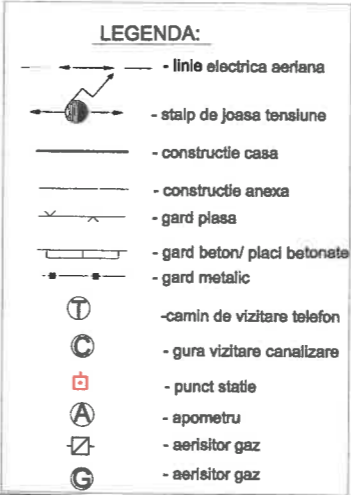 LEGENDA:
- linie electrica aeriana
- stalp de joasa tensiune
- constructie casa
- constructie anexa
- gard plasa
- gard beton/ placi betonate
- gard metalic
T -camin de vizitare telefon
C - gura vizitare canalizare
- punct statie
A - apometru
- aerisitor gaz
G - aerisitor gaz